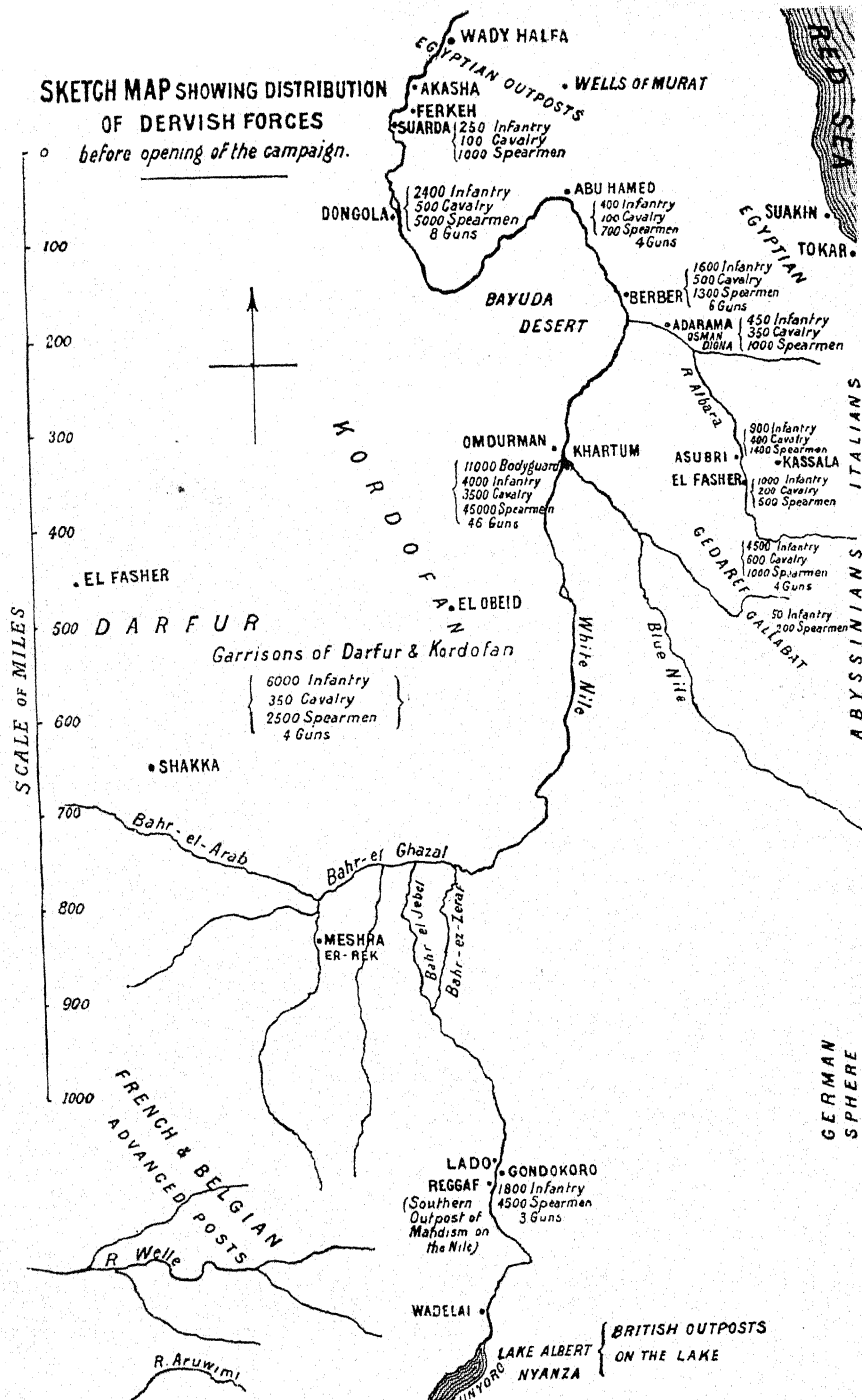 SKETCH MAP SHOWING DISTRIBUTION
OF DERVISH FORCES
before opening of the campaign.
WADY HALFA
EGYPTIAN OUTPOSTS
WELLS OF MURAT
AKASHA
FERKEH
SUARDA
250 Infantry
100 Cavalry
1000 Spearmen
RED SEA
DONGOLA
2400 Infantry
500 Cavalry
5000 Spearmen
8 Guns
ABU HAMED
400 Infantry
100 Cavalry
700 Spearmen
4 Guns
SUAKIN
EGYPTIAN
TOKAR
BERBER
1600 Infantry
500 Cavalry
1300 Spearmen
6 Guns
BAYUDA
DESERT
ADARAMA
OSMAN
DIGNA
450 Infantry
350 Cavalry
1000 Spearmen
R Atbara
ITALIANS
KORDOFAN
OMDURMAN
KHARTUM
11000 Bodyguard
4000 Infantry
3500 Cavalry
45000 Spearmen
46 Guns
900 Infantry
400 Cavalry
1400 Spearmen
ASUBRI
KASSALA
EL FASHER
1000 Infantry
200 Cavalry
500 Spearmen
GEDAREF
4500 Infantry
600 Cavalry
1000 Spearmen
4 Guns
GALLABAT
50 Infantry
200 Spearmen
ABYSSINIANS
EL FASHER
DARFUR
EL OBEID
Garrisons of Darfur & Kordofan
6000 Infantry
350 Cavalry
2500 Spearmen
4 Guns
White Nile
Blue Nile
SHAKKA
Bahr-el-Arab
Bahr-el Ghazal
Bahr el Jebel
Bahr-ez-Zeraf
MESHRA
ER-REK
SCALE OF MILES
0
100
200
300
400
500
600
700
800
900
1000
GERMAN
SPHERE
FRENCH & BELGIAN
ADVANCED POSTS
R Welle
R. Aruwimi
LADO
GONDOKORO
REGGAF
1800 Infantry
4500 Spearmen
3 Guns
(Southern
Outpost of
Mahdism on
the Nile)
WADELAI
LAKE ALBERT
NYANZA
BRITISH OUTPOSTS
ON THE LAKE
UNYORO